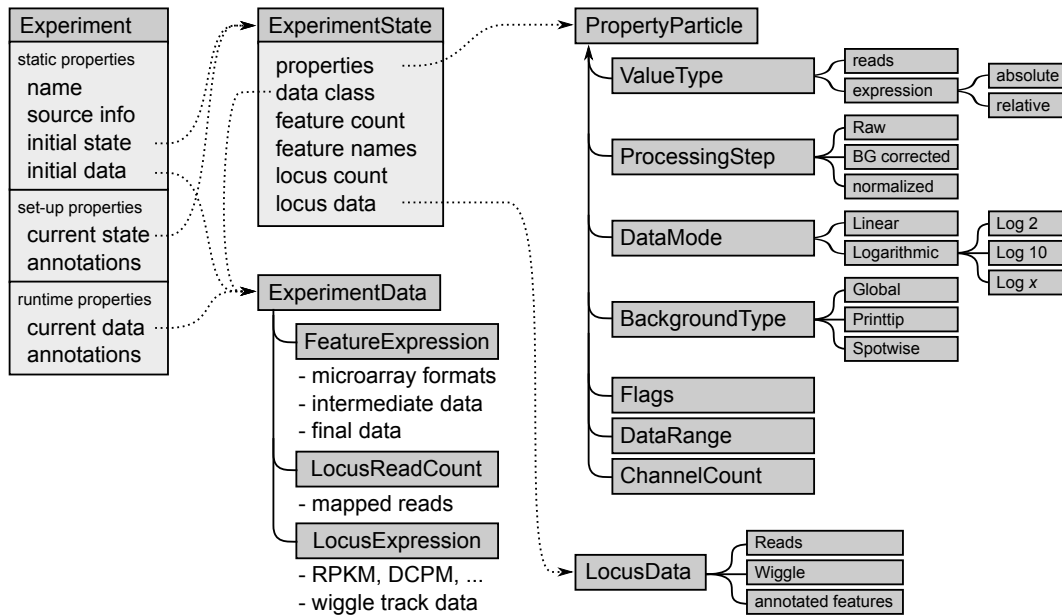 Experiment
static properties
name
source info
initial state
initial data
set-up properties
current state
annotations
runtime properties
current data
annotations
ExperimentState
properties
data class
feature count
feature names
locus count
locus data
ExperimentData
FeatureExpression
- microarray formats
- intermediate data
- final data
LocusReadCount
- mapped reads
LocusExpression
- RPKM, DCPM, ...
- wiggle track data
PropertyParticle
ValueType
reads
expression
absolute
relative
ProcessingStep
Raw
BG corrected
normalized
DataMode
Linear
Logarithmic
Log 2
Log 10
Log x
BackgroundType
Global
Printtip
Spotwise
Flags
DataRange
ChannelCount
LocusData
Reads
Wiggle
annotated features